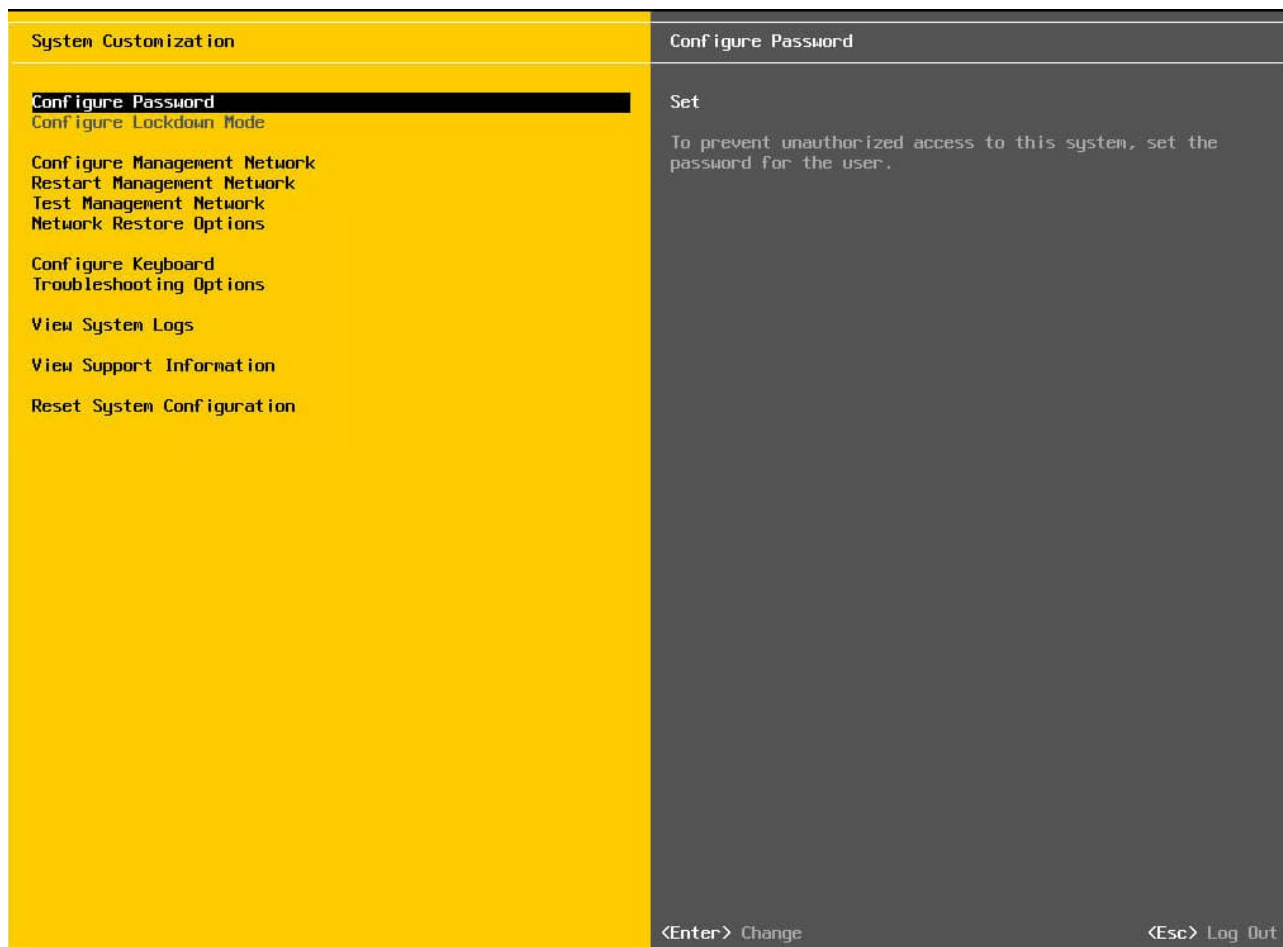 System Customization
Configure Password
Configure Lockdown Mode
Configure Management Network
Restart Management Network
Test Management Network
Network Restore Options
Configure Keyboard
Troubleshooting Options
View System Logs
View Support Information
Reset System Configuration
Configure Password
Set
To prevent unauthorized access to this system, set the
password for the user.
<Enter> Change
<Esc> Log Out